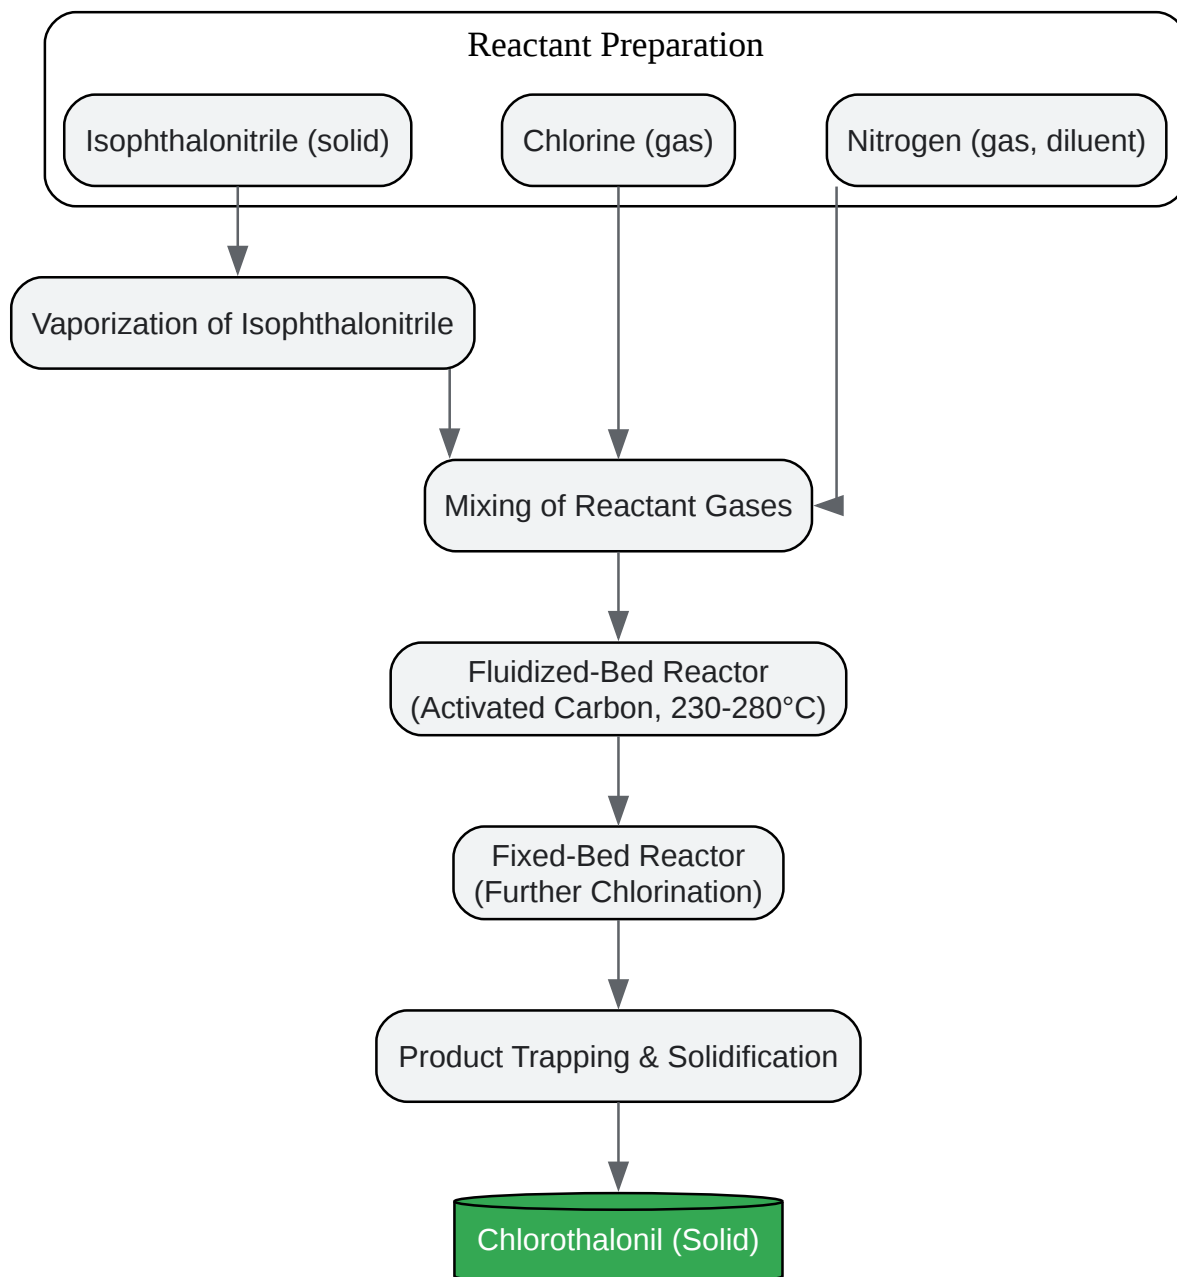 Reactant Preparation
Isophthalonitrile (solid)
Chlorine (gas)
Nitrogen (gas, diluent)
Vaporization of Isophthalonitrile
Mixing of Reactant Gases
Fluidized-Bed Reactor
(Activated Carbon, 230-280°C)
Fixed-Bed Reactor
(Further Chlorination)
Product Trapping & Solidification
Chlorothalonil (Solid)